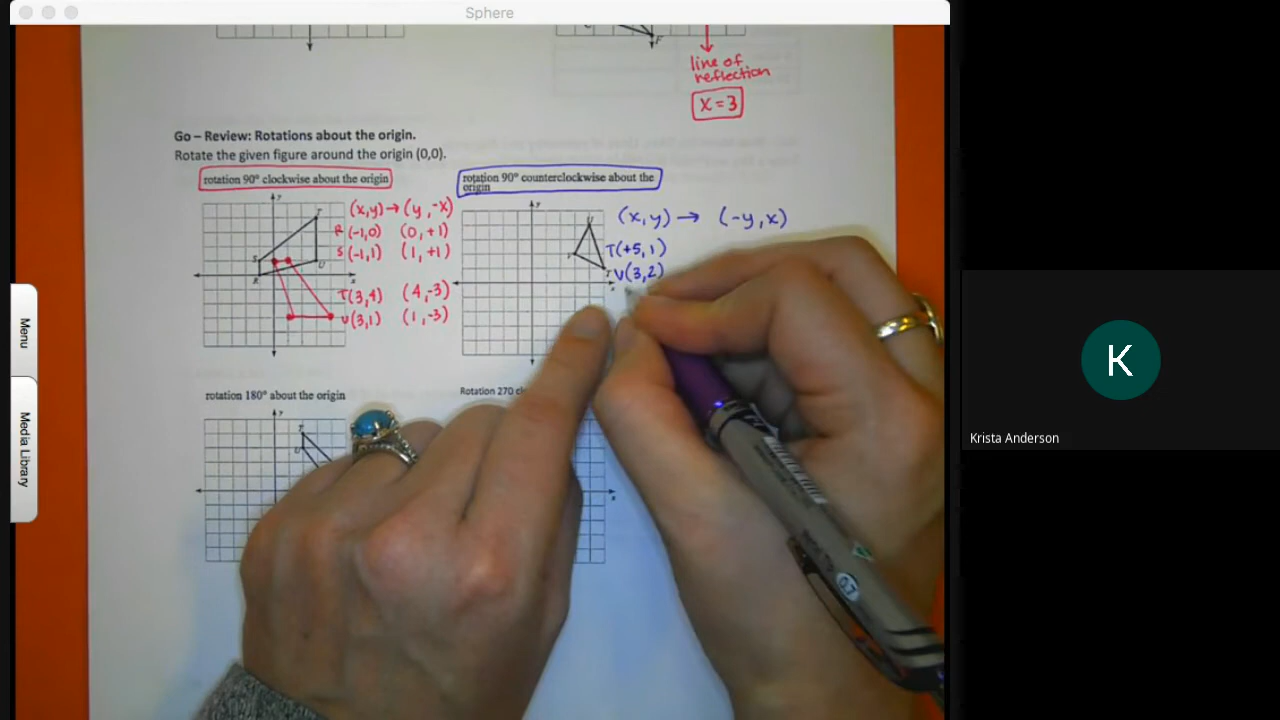 Sphere
line of
reflection
x=3
Go – Review: Rotations about the origin.
Rotate the given figure around the origin (0,0).
rotation 90° clockwise about the origin
(x,y)→(y,-x)
R(-1,0) (0,+1)
S(-1,1) (1,+1)
T(3,4) (4,-3)
U(3,1) (1,-3)
rotation 90° counterclockwise about the
origin
(x,y)→ (-y,x)
T(+5,1)
V(3,2)
rotation 180° about the origin
Rotation 270
Menu
Media Library
K
Krista Anderson